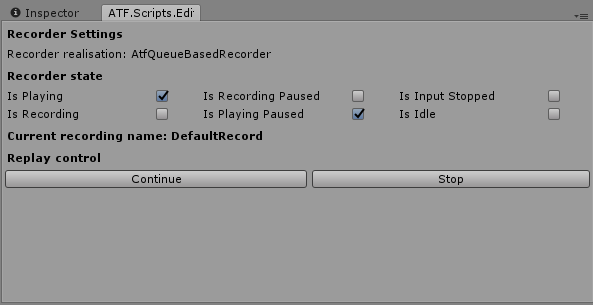 Inspector ATF.Scripts.Edi
Recorder Settings
Recorder realisation: AtfQueueBasedRecorder
Recorder state
Is Playing Is Recording Paused Is Input Stopped
Is Recording Is Playing Paused Is Idle
Current recording name: DefaultRecord
Replay control
Continue Stop